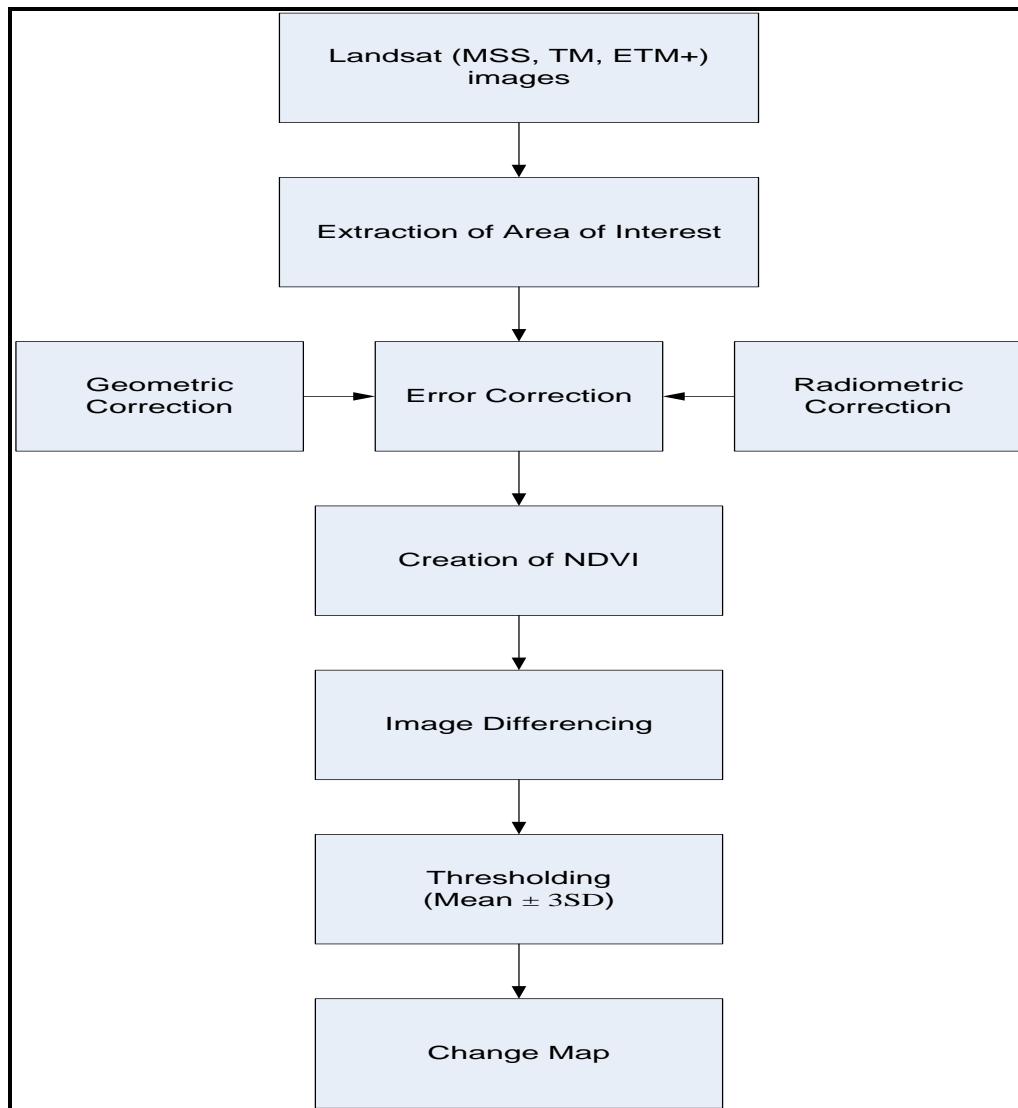 Landsat (MSS, TM, ETM+)
images
Extraction of Area of Interest
Geometric
Correction
Error Correction
Radiometric
Correction
Creation of NDVI
Image Differencing
Thresholding
(Mean ± 3SD)
Change Map